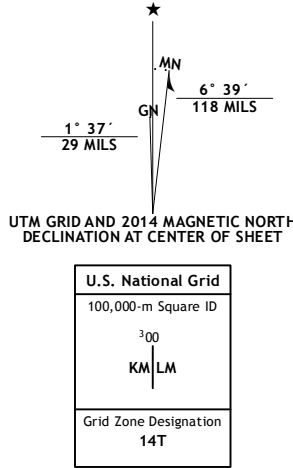 ★
MN
GN
6° 39´
118 MILS
1° 37´
29 MILS
UTM GRID AND 2014 MAGNETIC NORTH
DECLINATION AT CENTER OF SHEET
U.S. National Grid
100,000-m Square ID
³00
KM LM
Grid Zone Designation
14T